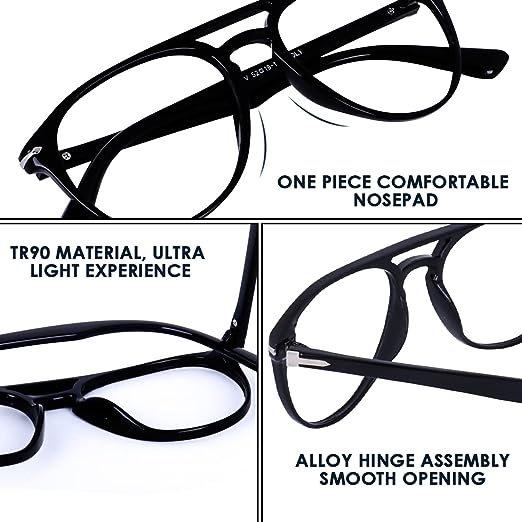 ONE PIECE COMFORTABLE
NOSEPAD
TR90 MATERIAL, ULTRA
LIGHT EXPERIENCE
ALLOY HINGE ASSEMBLY
SMOOTH OPENING